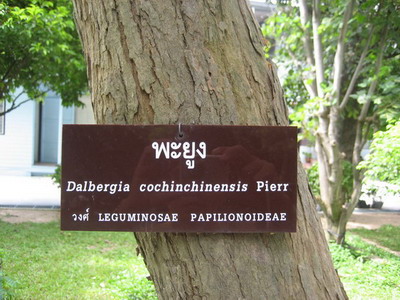 พะยูง
Dalbergia cochinchinensis Pierr
วงศ์ LEGUMINOSAE PAPILIONOIDEAE